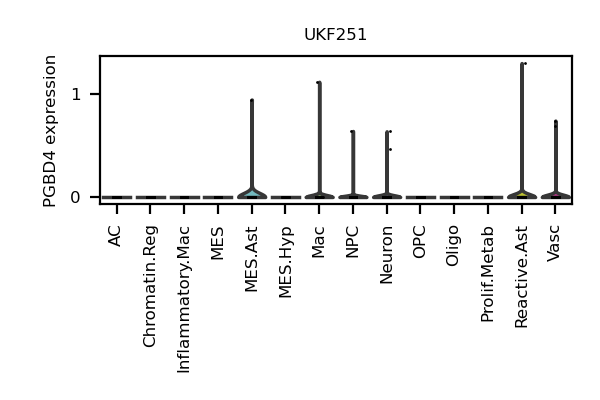 UKF251
PGBD4 expression
1
0
AC
Chromatin.Reg
Inflammatory.Mac
MES
MES.Ast
MES.Hyp
Mac
NPC
Neuron
OPC
Oligo
Prolif.Metab
Reactive.Ast
Vasc